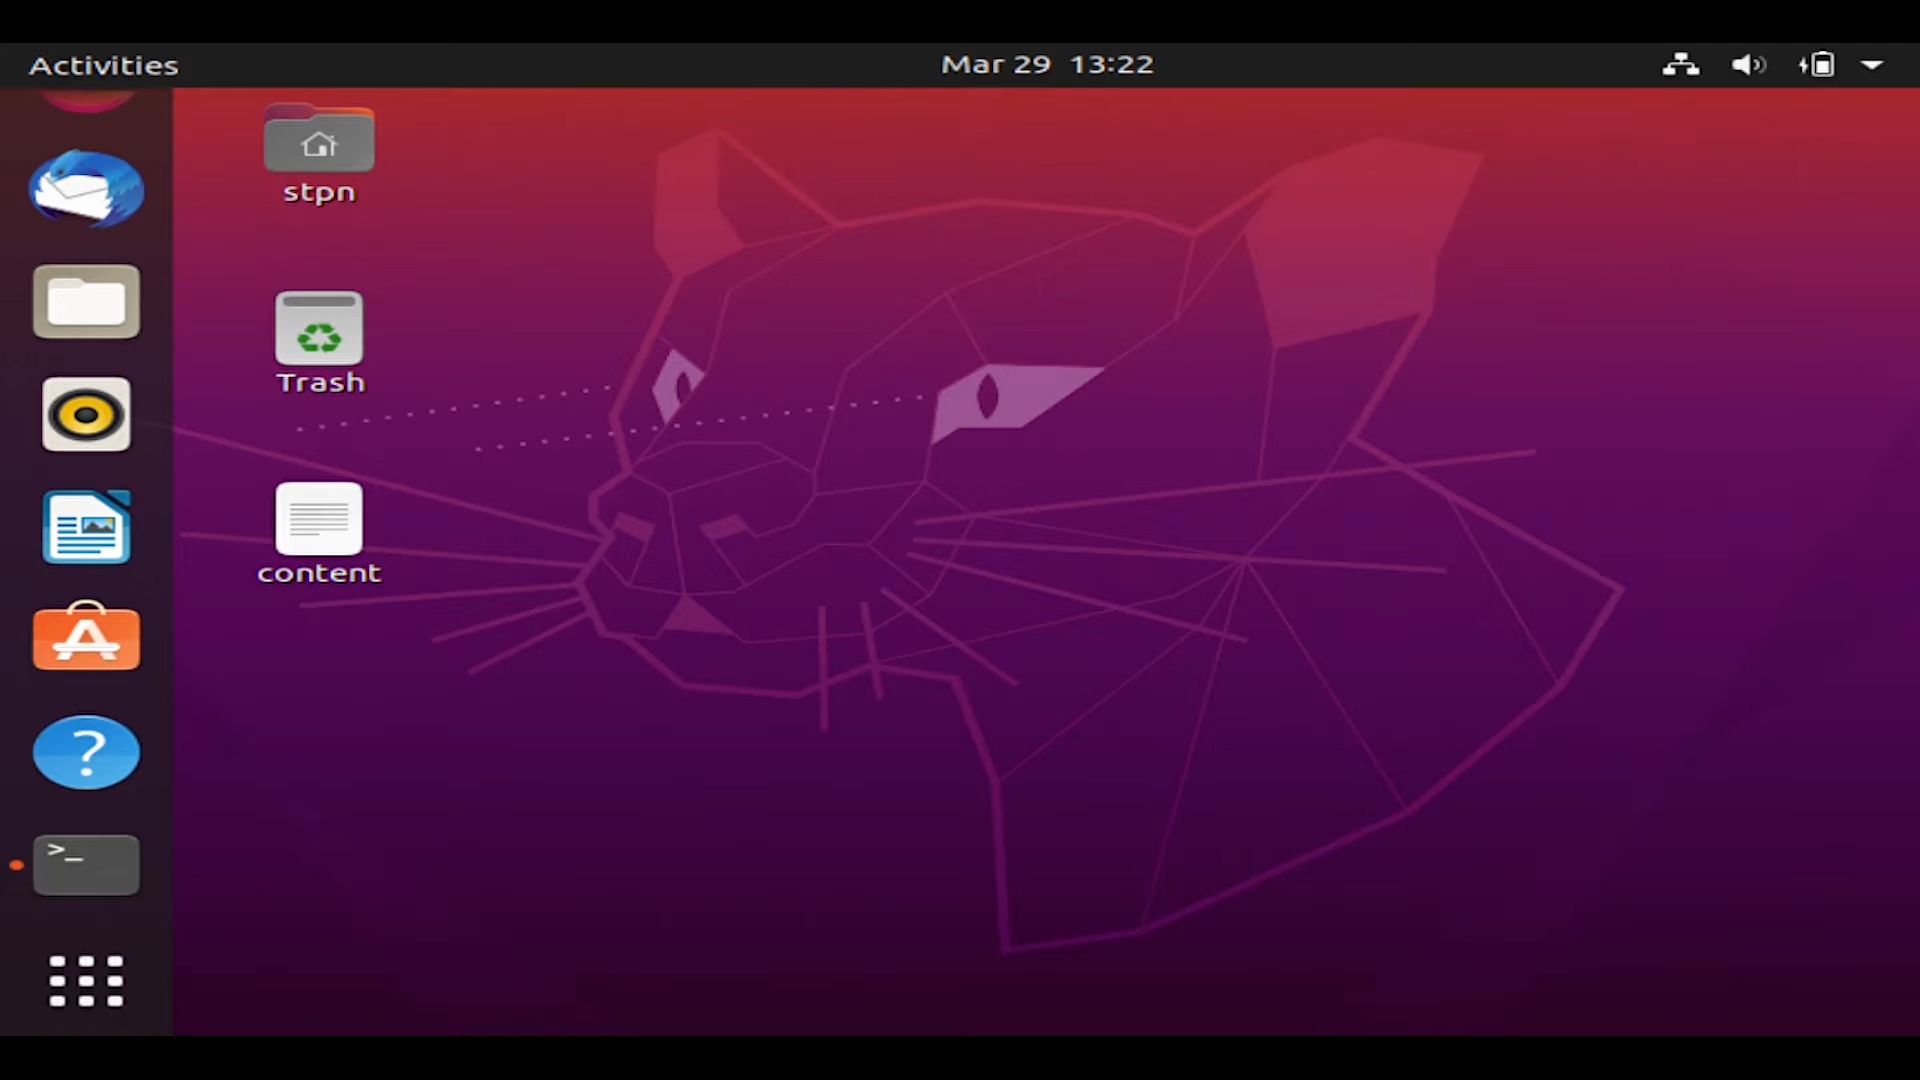 Activities
Mar 29 13:22
stpn
Trash
content
?
>_